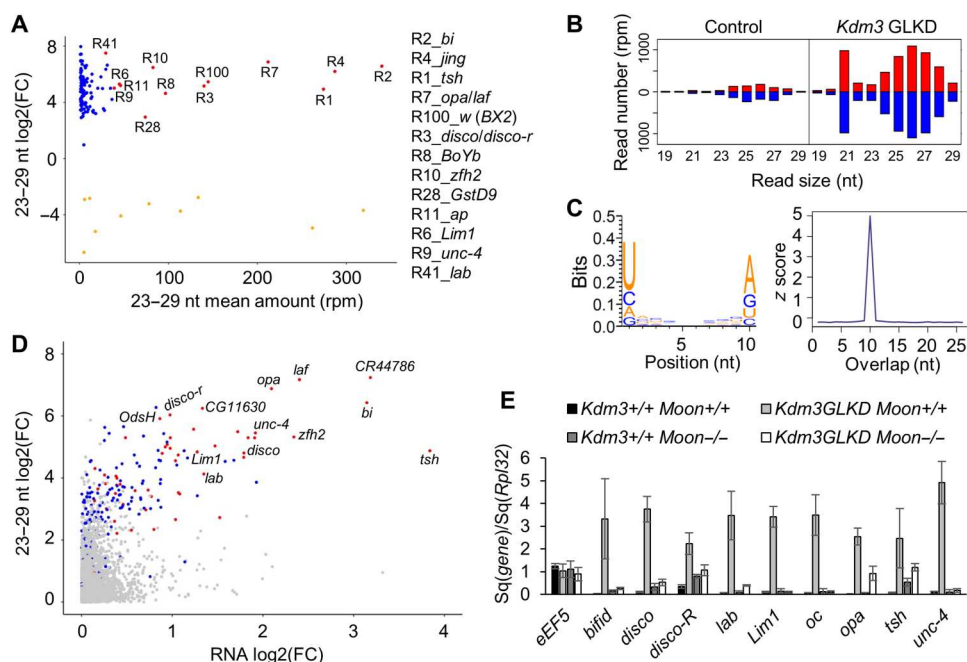 A
23–29 nt log2(FC)
8
4
0
−4
0
100
200
300
23–29 nt mean amount (rpm)
R41
R10
R6
R11
R9
R8
R28
R100
R3
R7
R4
R1
R2
R2_bi
R4_jing
R1_tsh
R7_opa/laf
R100_w (BX2)
R3_disco/disco-r
R8_BoYb
R10_zfh2
R28_GstD9
R11_ap
R6_Lim1
R9_unc-4
R41_lab
B
Control
Kdm3 GLKD
Read number (rpm)
1000
0
1000
19 21 23 25 27 29 19 21 23 25 27 29
Read size (nt)
C
Bits
0.5
0.4
0.3
0.2
0.1
0.0
U
C
A
G
A
G
U
C
5
10
Position (nt)
z score
5
4
3
2
1
0
0 5 10 15 20 25
Overlap (nt)
D
23–29 nt log2(FC)
8
6
4
2
0
0
1
2
3
4
RNA log2(FC)
OdsH
disco-r
CG11630
opa
laf
CR44786
bi
unc-4
zfh2
disco
Lim1
lab
tsh
E
Kdm3+/+ Moon+/+
Kdm3GLKD Moon+/+
Kdm3+/+ Moon−/−
Kdm3GLKD Moon−/−
Sq(gene)/Sq(Rpl32)
6
5
4
3
2
1
0
eEF5
bifid
disco
disco-R
lab
Lim1
oc
opa
tsh
unc-4